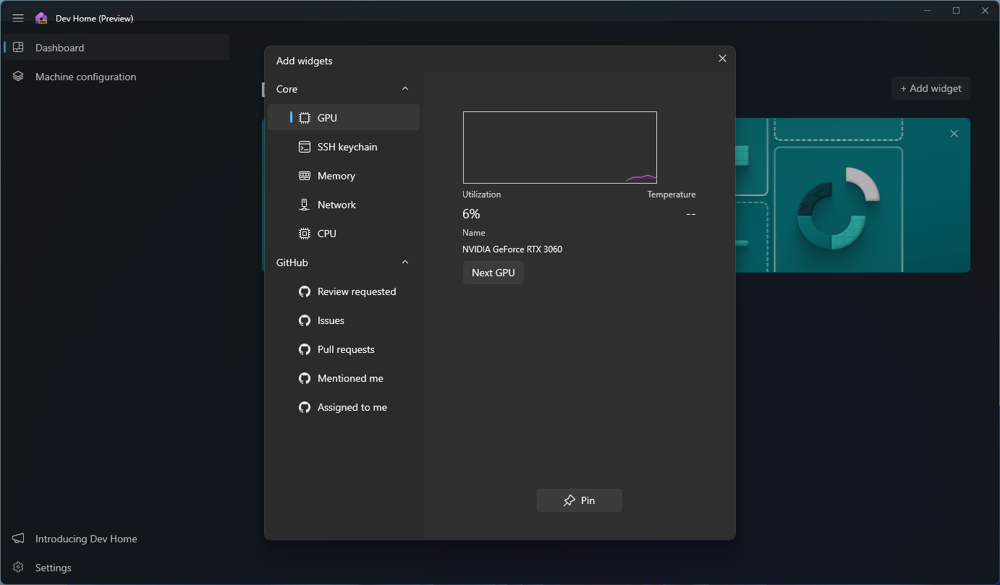 Dev Home (Preview)
Dashboard
Machine configuration
Introducing Dev Home
Settings
+ Add widget
Add widgets
Core
GPU
SSH keychain
Memory
Network
CPU
GitHub
Review requested
Issues
Pull requests
Mentioned me
Assigned to me
Utilization Temperature
6% --
Name
NVIDIA GeForce RTX 3060
Next GPU
Pin